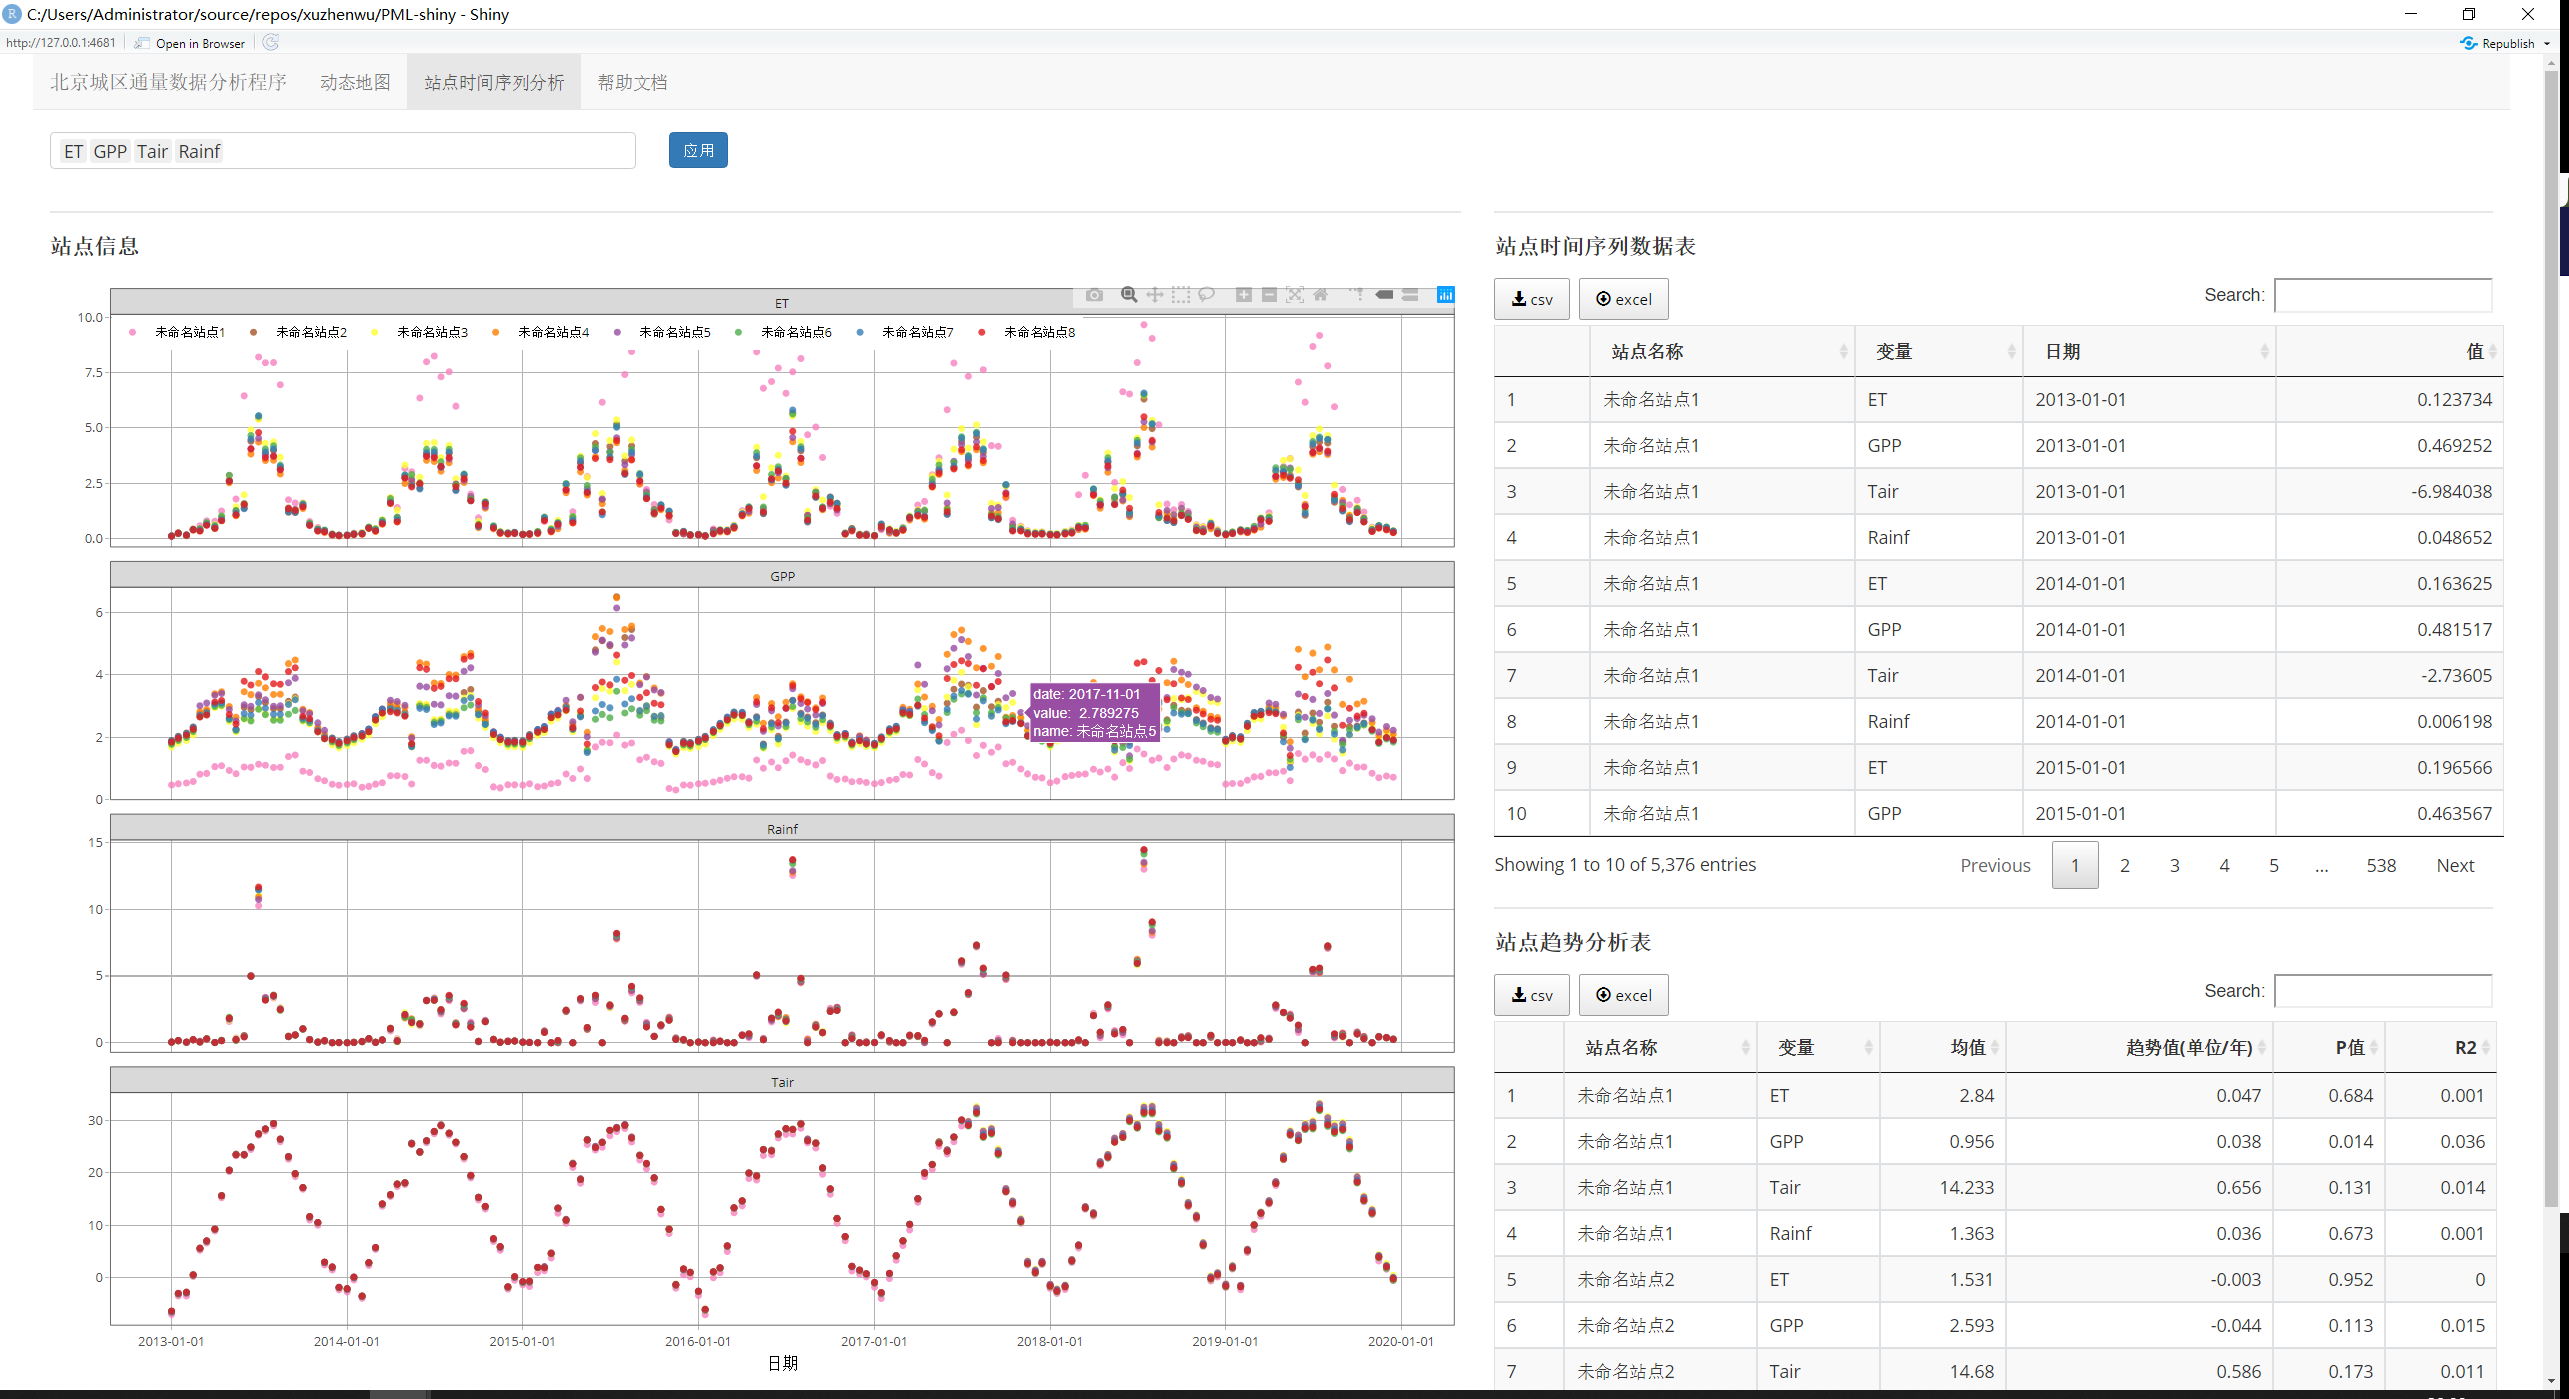 C:/Users/Administrator/source/repos/xuzhenwu/PML-shiny - Shiny
http://127.0.0.1:4681 Open in Browser Republish
北京城区通量数据分析程序 动态地图 站点时间序列分析 帮助文档
ET GPP Tair Rainf 应用
站点信息
ET
未命名站点1 未命名站点2 未命名站点3 未命名站点4 未命名站点5 未命名站点6 未命名站点7 未命名站点8
10.0
7.5
5.0
2.5
0.0
GPP
6
4
2
0
date: 2017-11-01
value: 2.789275
name: 未命名站点5
Rainf
15
10
5
0
Tair
30
20
10
0
2013-01-01 2014-01-01 2015-01-01 2016-01-01 2017-01-01 2018-01-01 2019-01-01 2020-01-01
日期
站点时间序列数据表
csv excel Search:
站点名称 变量 日期 值
1 未命名站点1 ET 2013-01-01 0.123734
2 未命名站点1 GPP 2013-01-01 0.469252
3 未命名站点1 Tair 2013-01-01 -6.984038
4 未命名站点1 Rainf 2013-01-01 0.048652
5 未命名站点1 ET 2014-01-01 0.163625
6 未命名站点1 GPP 2014-01-01 0.481517
7 未命名站点1 Tair 2014-01-01 -2.73605
8 未命名站点1 Rainf 2014-01-01 0.006198
9 未命名站点1 ET 2015-01-01 0.196566
10 未命名站点1 GPP 2015-01-01 0.463567
Showing 1 to 10 of 5,376 entries Previous 1 2 3 4 5 ... 538 Next
站点趋势分析表
csv excel Search:
站点名称 变量 均值 趋势值(单位/年) P值 R2
1 未命名站点1 ET 2.84 0.047 0.684 0.001
2 未命名站点1 GPP 0.956 0.038 0.014 0.036
3 未命名站点1 Tair 14.233 0.656 0.131 0.014
4 未命名站点1 Rainf 1.363 0.036 0.673 0.001
5 未命名站点2 ET 1.531 -0.003 0.952 0
6 未命名站点2 GPP 2.593 -0.044 0.113 0.015
7 未命名站点2 Tair 14.68 0.586 0.173 0.011